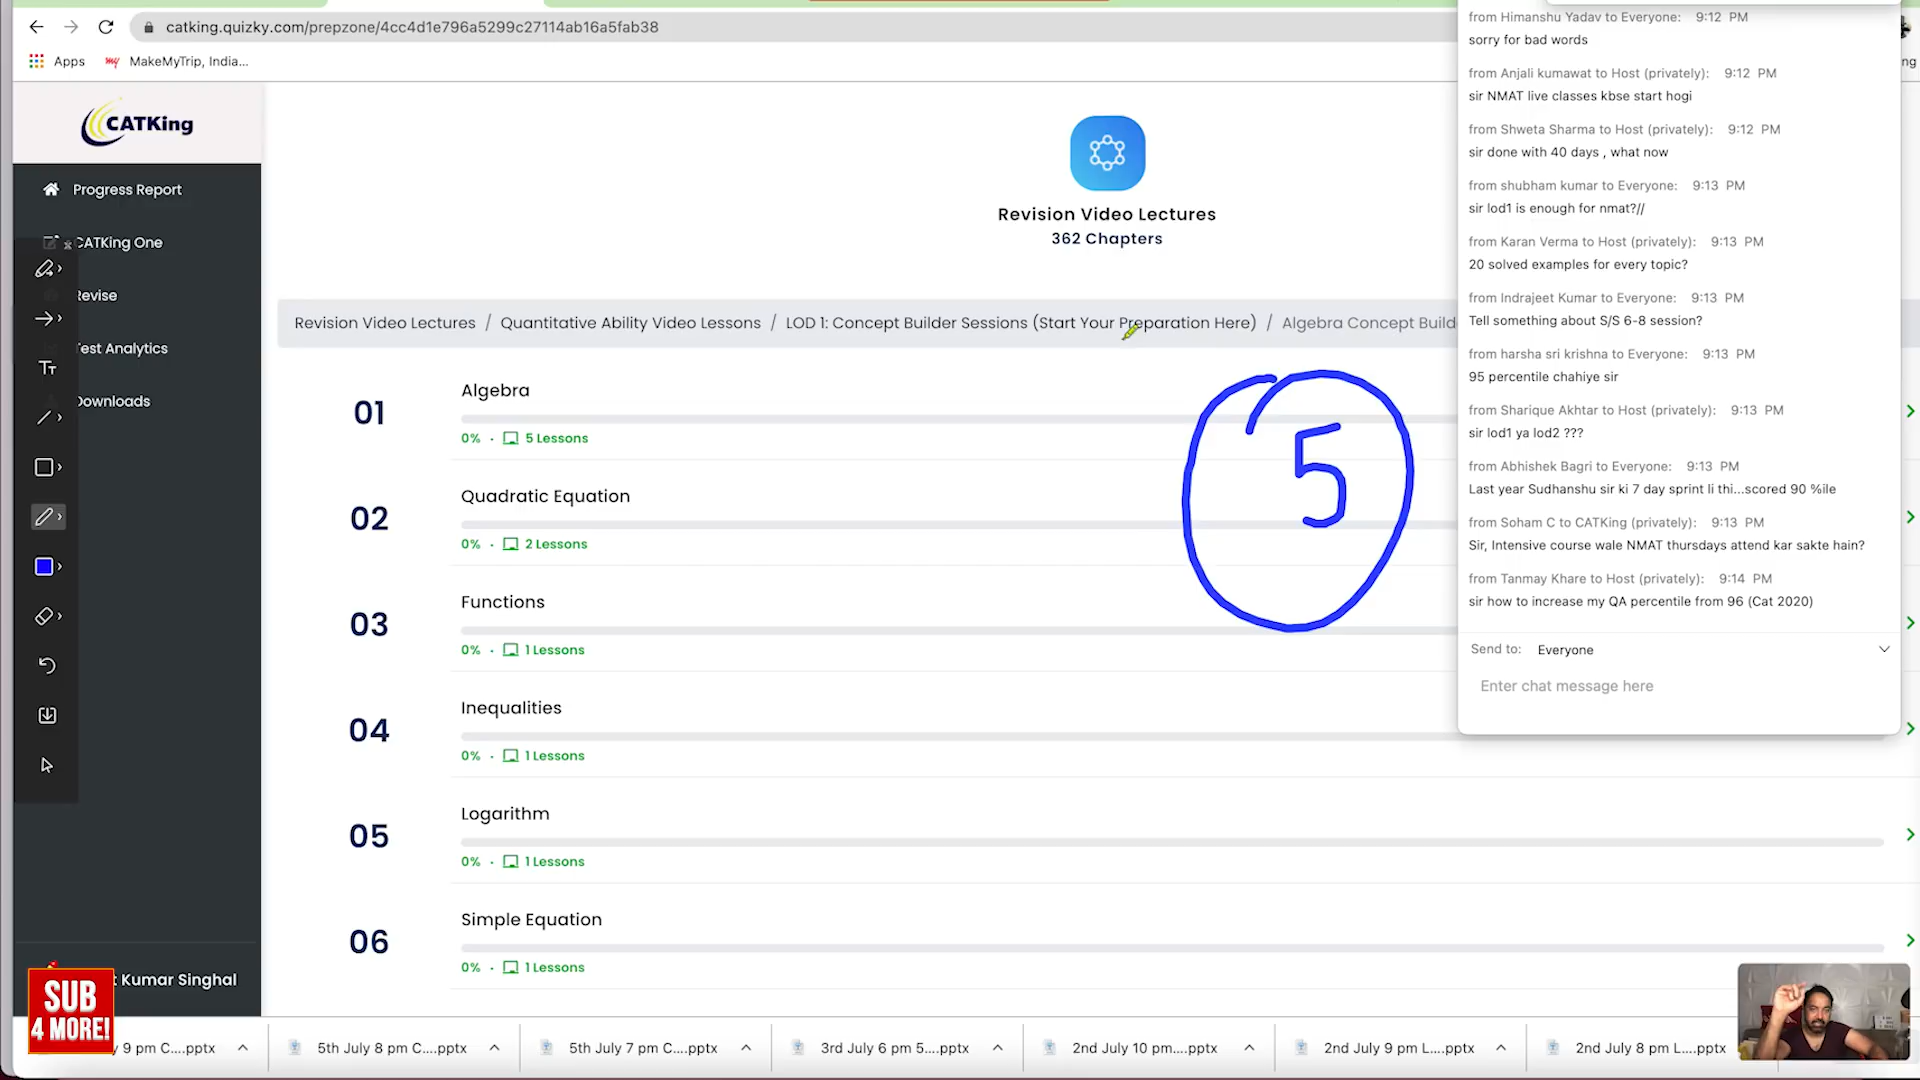 catking.quizky.com/prepzone/4cc4d1e796a5299c27114ab16a5fab38
Apps
my MakeMyTrip, India...
CATKing
Progress Report
CATKing One
Revise
Test Analytics
Downloads
t Kumar Singhal
SUB
4 MORE!
Revision Video Lectures
362 Chapters
Revision Video Lectures / Quantitative Ability Video Lessons / LOD 1: Concept Builder Sessions (Start Your Preparation Here) / Algebra Concept Build
01
Algebra
0% · 5 Lessons
02
Quadratic Equation
0% · 2 Lessons
03
Functions
0% · 1 Lessons
04
Inequalities
0% · 1 Lessons
05
Logarithm
0% · 1 Lessons
06
Simple Equation
0% · 1 Lessons
5
from Himanshu Yadav to Everyone: 9:12 PM
sorry for bad words
from Anjali kumawat to Host (privately): 9:12 PM
sir NMAT live classes kbse start hogi
from Shweta Sharma to Host (privately): 9:12 PM
sir done with 40 days , what now
from shubham kumar to Everyone: 9:13 PM
sir lod1 is enough for nmat?//
from Karan Verma to Host (privately): 9:13 PM
20 solved examples for every topic?
from Indrajeet Kumar to Everyone: 9:13 PM
Tell something about S/S 6-8 session?
from harsha sri krishna to Everyone: 9:13 PM
95 percentile chahiye sir
from Sharique Akhtar to Host (privately): 9:13 PM
sir lod1 ya lod2 ???
from Abhishek Bagri to Everyone: 9:13 PM
Last year Sudhanshu sir ki 7 day sprint li thi...scored 90 %ile
from Soham C to CATKing (privately): 9:13 PM
Sir, Intensive course wale NMAT thursdays attend kar sakte hain?
from Tanmay Khare to Host (privately): 9:14 PM
sir how to increase my QA percentile from 96 (Cat 2020)
Send to: Everyone
Enter chat message here
ng
Tт
y 9 pm C....pptx
5th July 8 pm C....pptx
5th July 7 pm C....pptx
3rd July 6 pm 5....pptx
2nd July 10 pm....pptx
2nd July 9 pm L....pptx
2nd July 8 pm L....pptx